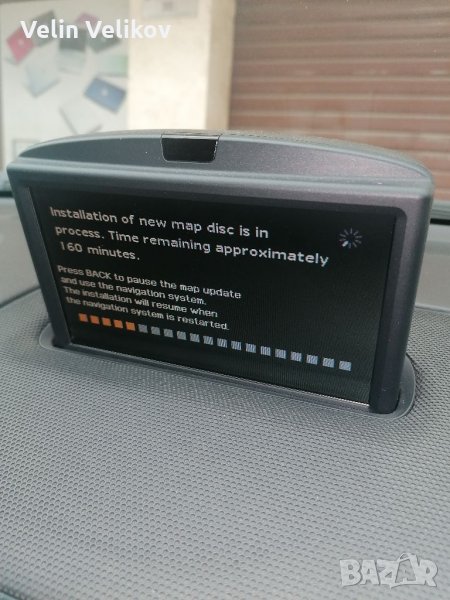 Velin Velikov
Installation of new map disc is in
process. Time remaining approximately
160 minutes.
Press BACK to pause the map update
and use the navigation system.
The installation will resume when
the navigation system is restarted.
BAZAR